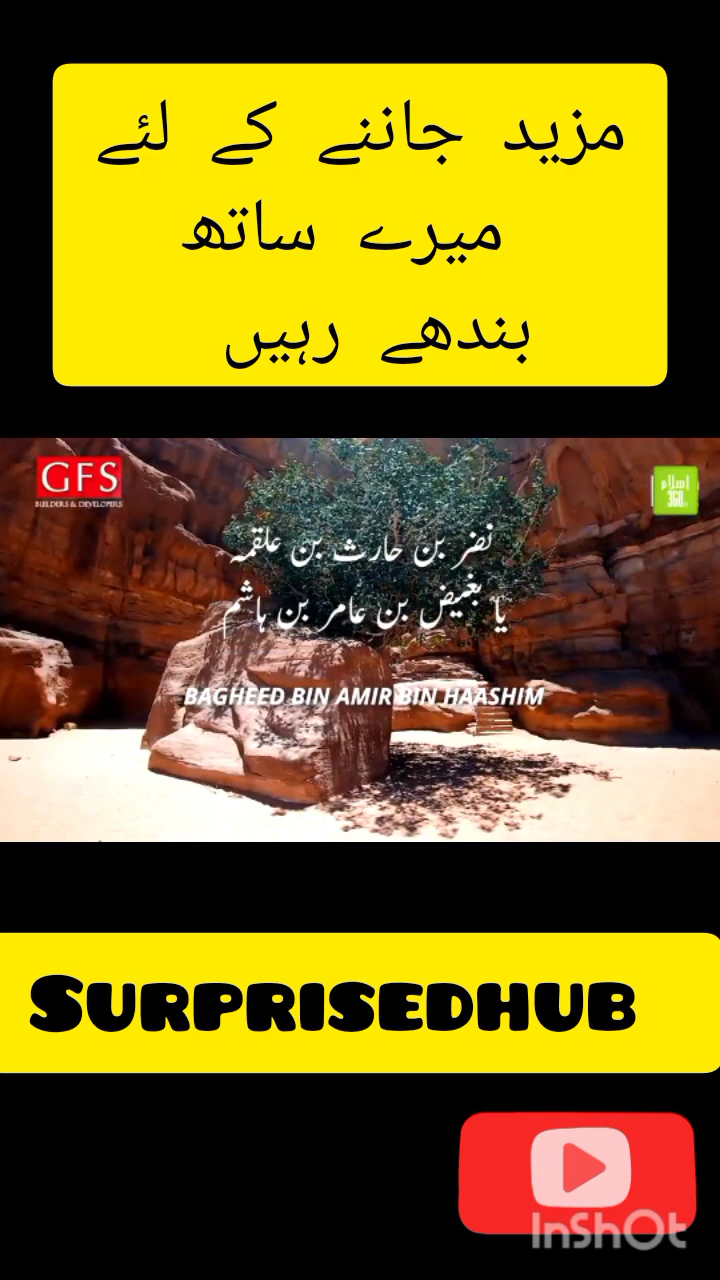 مزید جاننے کے لئے
میرے ساتھ
بندھے رہیں
GFS
BUILDERS & DEVELOPERS
اسلام
360
نضر بن حارث بن علقمہ
یا بغیض بن عامر بن ہاشم
BAGHEED BIN AMIR BIN HAASHIM
SURPRISEDHUB
InShOt